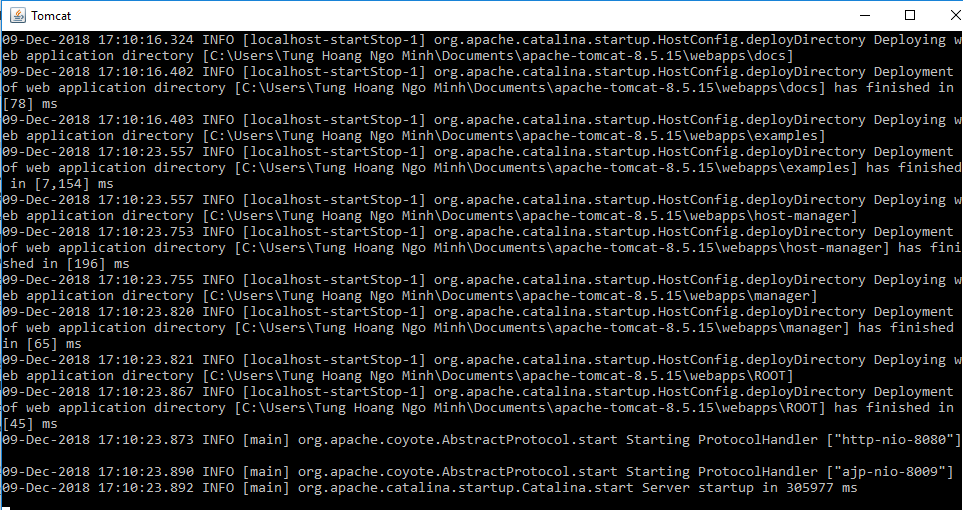 Tomcat
09-Dec-2018 17:10:16.324 INFO [localhost-startStop-1] org.apache.catalina.startup.HostConfig.deployDirectory Deploying w
eb application directory [C:\Users\Tung Hoang Ngo Minh\Documents\apache-tomcat-8.5.15\webapps\docs]
09-Dec-2018 17:10:16.402 INFO [localhost-startStop-1] org.apache.catalina.startup.HostConfig.deployDirectory Deployment
of web application directory [C:\Users\Tung Hoang Ngo Minh\Documents\apache-tomcat-8.5.15\webapps\docs] has finished in
[78] ms
09-Dec-2018 17:10:16.403 INFO [localhost-startStop-1] org.apache.catalina.startup.HostConfig.deployDirectory Deploying w
eb application directory [C:\Users\Tung Hoang Ngo Minh\Documents\apache-tomcat-8.5.15\webapps\examples]
09-Dec-2018 17:10:23.557 INFO [localhost-startStop-1] org.apache.catalina.startup.HostConfig.deployDirectory Deployment
of web application directory [C:\Users\Tung Hoang Ngo Minh\Documents\apache-tomcat-8.5.15\webapps\examples] has finished
in [7,154] ms
09-Dec-2018 17:10:23.557 INFO [localhost-startStop-1] org.apache.catalina.startup.HostConfig.deployDirectory Deploying w
eb application directory [C:\Users\Tung Hoang Ngo Minh\Documents\apache-tomcat-8.5.15\webapps\host-manager]
09-Dec-2018 17:10:23.753 INFO [localhost-startStop-1] org.apache.catalina.startup.HostConfig.deployDirectory Deployment
of web application directory [C:\Users\Tung Hoang Ngo Minh\Documents\apache-tomcat-8.5.15\webapps\host-manager] has fini
shed in [196] ms
09-Dec-2018 17:10:23.755 INFO [localhost-startStop-1] org.apache.catalina.startup.HostConfig.deployDirectory Deploying w
eb application directory [C:\Users\Tung Hoang Ngo Minh\Documents\apache-tomcat-8.5.15\webapps\manager]
09-Dec-2018 17:10:23.820 INFO [localhost-startStop-1] org.apache.catalina.startup.HostConfig.deployDirectory Deployment
of web application directory [C:\Users\Tung Hoang Ngo Minh\Documents\apache-tomcat-8.5.15\webapps\manager] has finished
in [65] ms
09-Dec-2018 17:10:23.821 INFO [localhost-startStop-1] org.apache.catalina.startup.HostConfig.deployDirectory Deploying w
eb application directory [C:\Users\Tung Hoang Ngo Minh\Documents\apache-tomcat-8.5.15\webapps\ROOT]
09-Dec-2018 17:10:23.867 INFO [localhost-startStop-1] org.apache.catalina.startup.HostConfig.deployDirectory Deployment
of web application directory [C:\Users\Tung Hoang Ngo Minh\Documents\apache-tomcat-8.5.15\webapps\ROOT] has finished in
[45] ms
09-Dec-2018 17:10:23.873 INFO [main] org.apache.coyote.AbstractProtocol.start Starting ProtocolHandler ["http-nio-8080"]
09-Dec-2018 17:10:23.890 INFO [main] org.apache.coyote.AbstractProtocol.start Starting ProtocolHandler ["ajp-nio-8009"]
09-Dec-2018 17:10:23.892 INFO [main] org.apache.catalina.startup.Catalina.start Server startup in 305977 ms